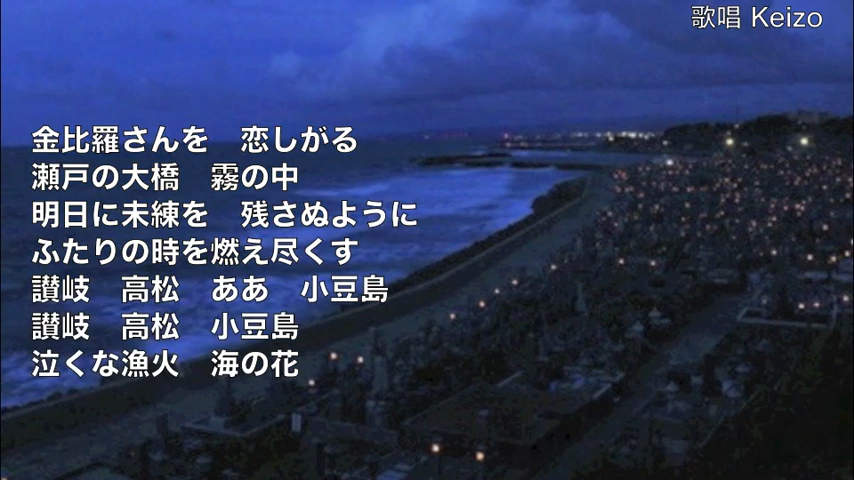 歌唱 Keizo
金比羅さんを　恋しがる
瀬戸の大橋　霧の中
明日に未練を　残さぬように
ふたりの時を燃え尽くす
讃岐　高松　ああ　小豆島
讃岐　高松　小豆島
泣くな漁火　海の花